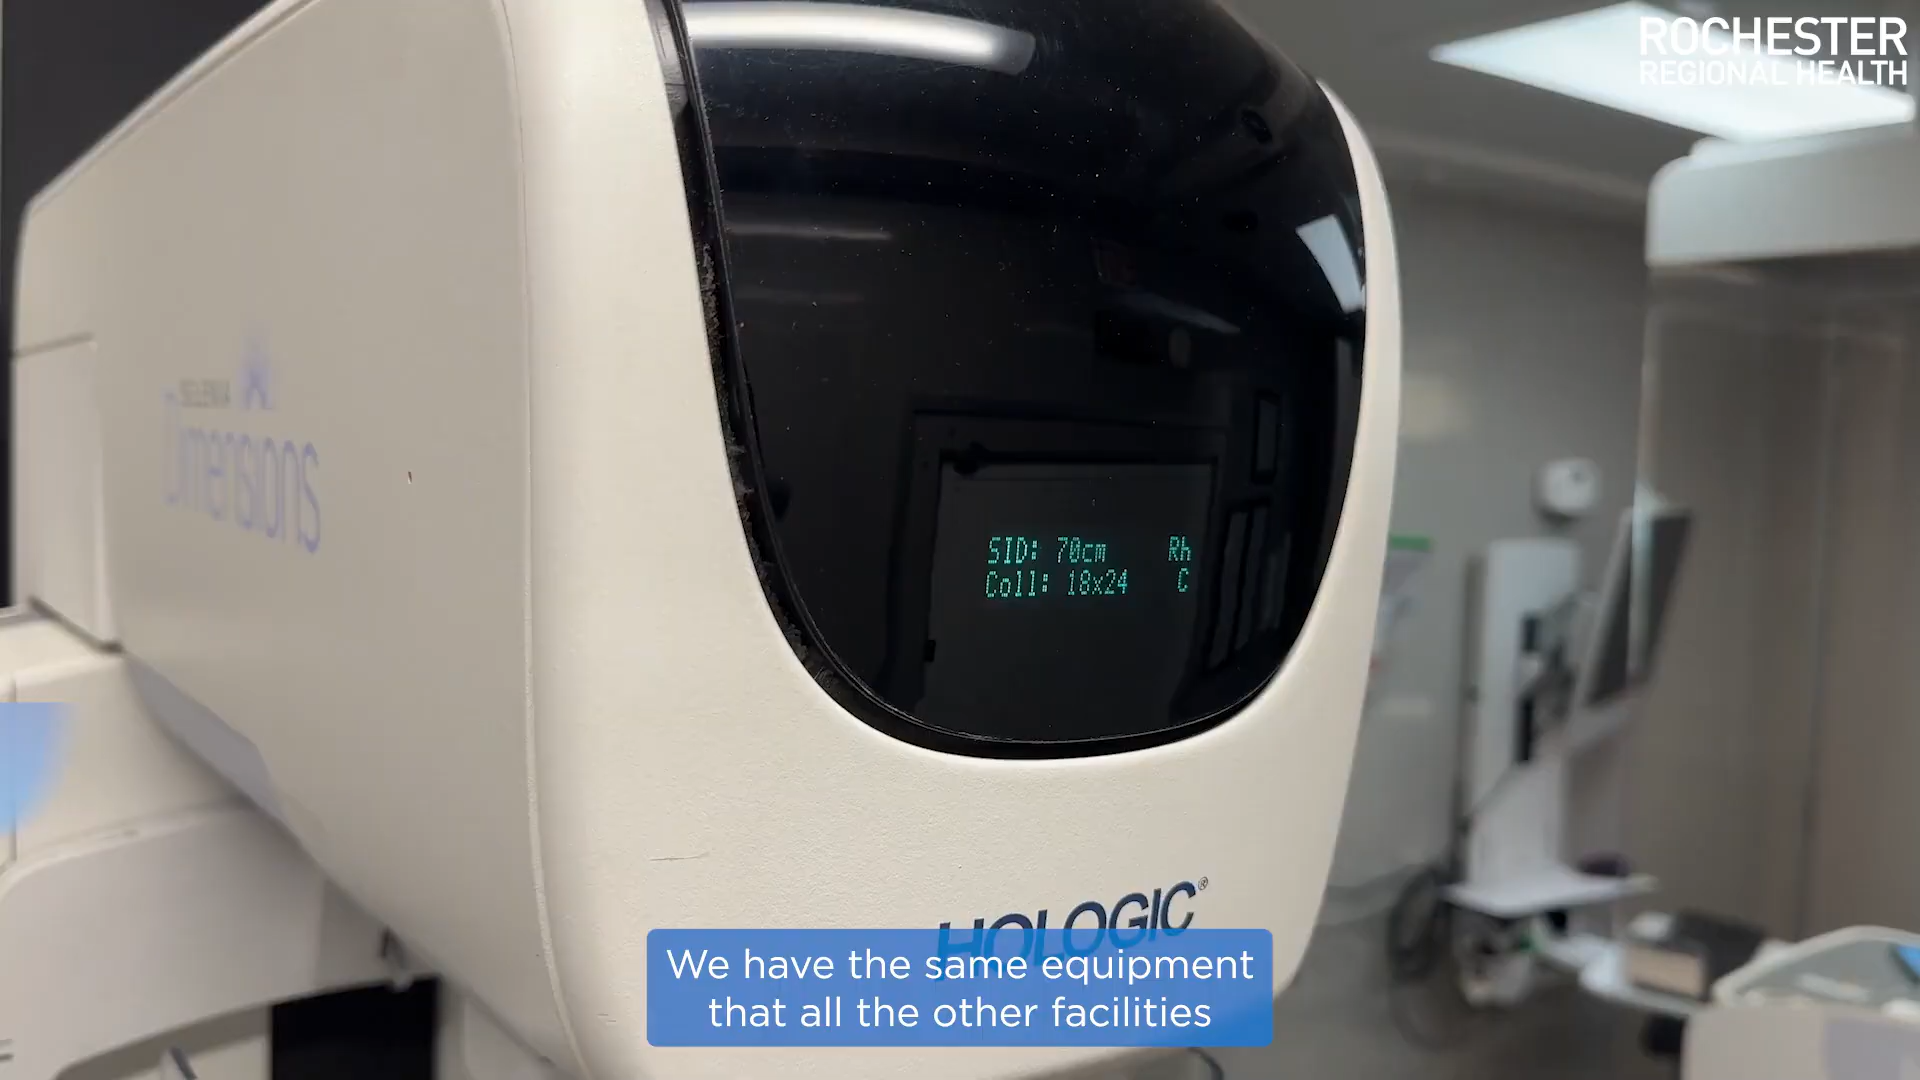 ROCHESTER
REGIONAL HEALTH
SELENIA
Dimensions
SID: 70cm Rh
Coll: 18x24 C
HOLOGIC®
We have the same equipment
that all the other facilities